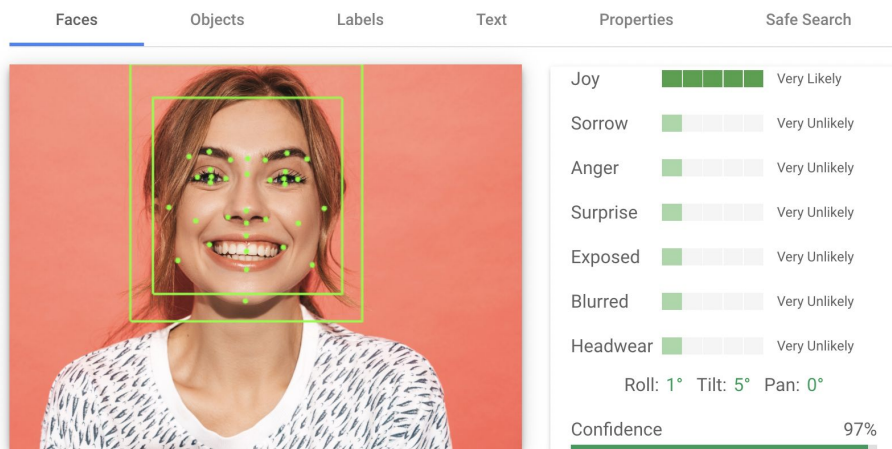 Faces Objects Labels Text Properties Safe Search
Joy Very Likely
Sorrow Very Unlikely
Anger Very Unlikely
Surprise Very Unlikely
Exposed Very Unlikely
Blurred Very Unlikely
Headwear Very Unlikely
Roll: 1° Tilt: 5° Pan: 0°
Confidence 97%